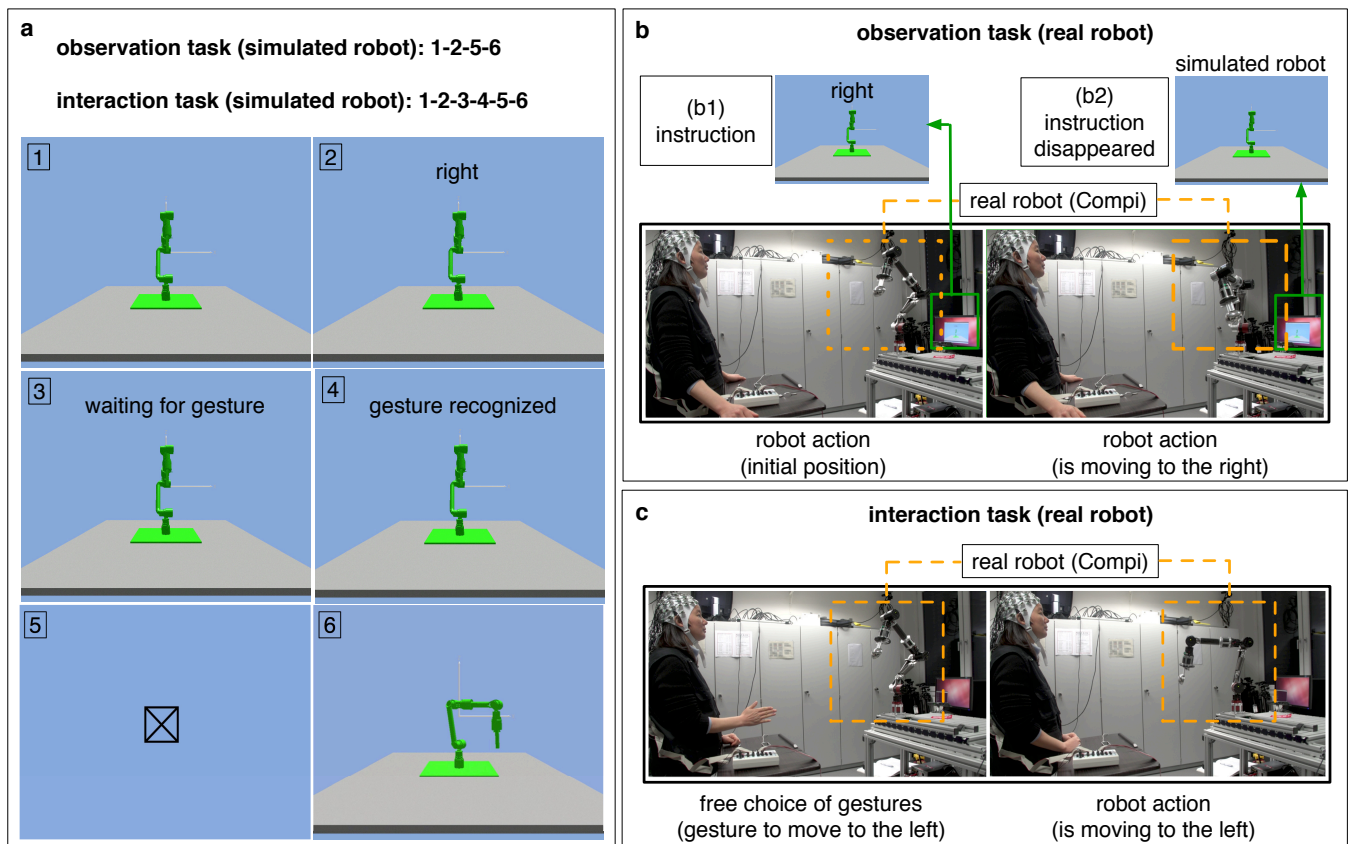 a
observation task (simulated robot): 1-2-5-6
interaction task (simulated robot): 1-2-3-4-5-6
1
2
right
3
waiting for gesture
4
gesture recognized
5
6
b
observation task (real robot)
(b1)
instruction
right
(b2)
instruction
disappeared
simulated robot
real robot (Compi)
robot action
(initial position)
robot action
(is moving to the right)
c
interaction task (real robot)
real robot (Compi)
free choice of gestures
(gesture to move to the left)
robot action
(is moving to the left)